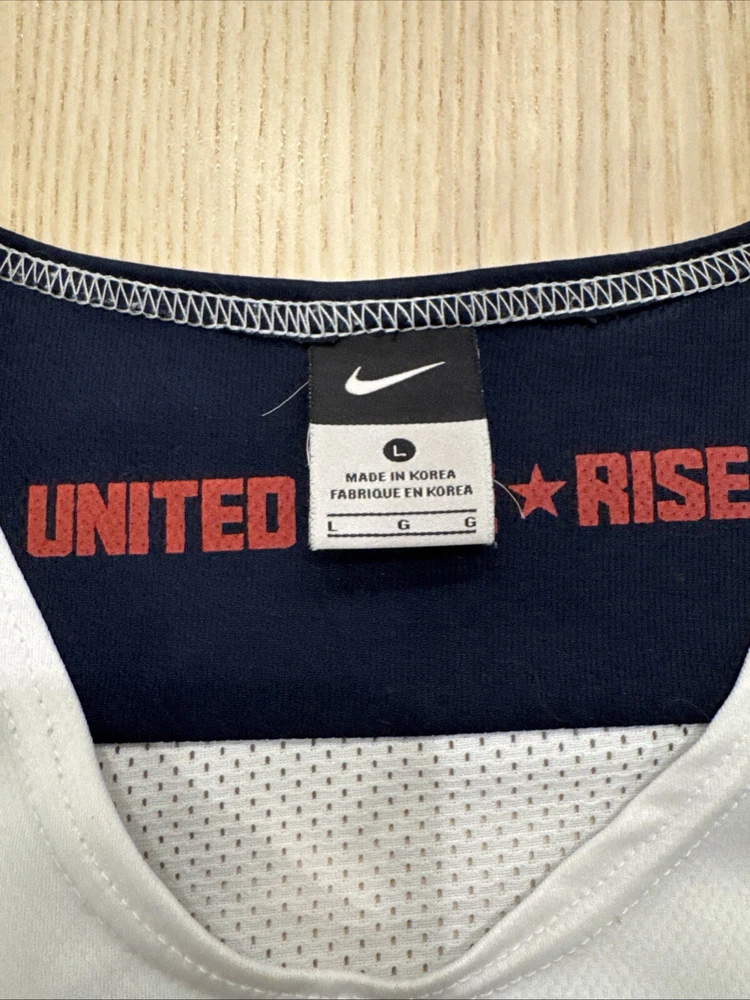 L
MADE IN KOREA
FABRIQUE EN KOREA
L G G
UNITED ★ RISE